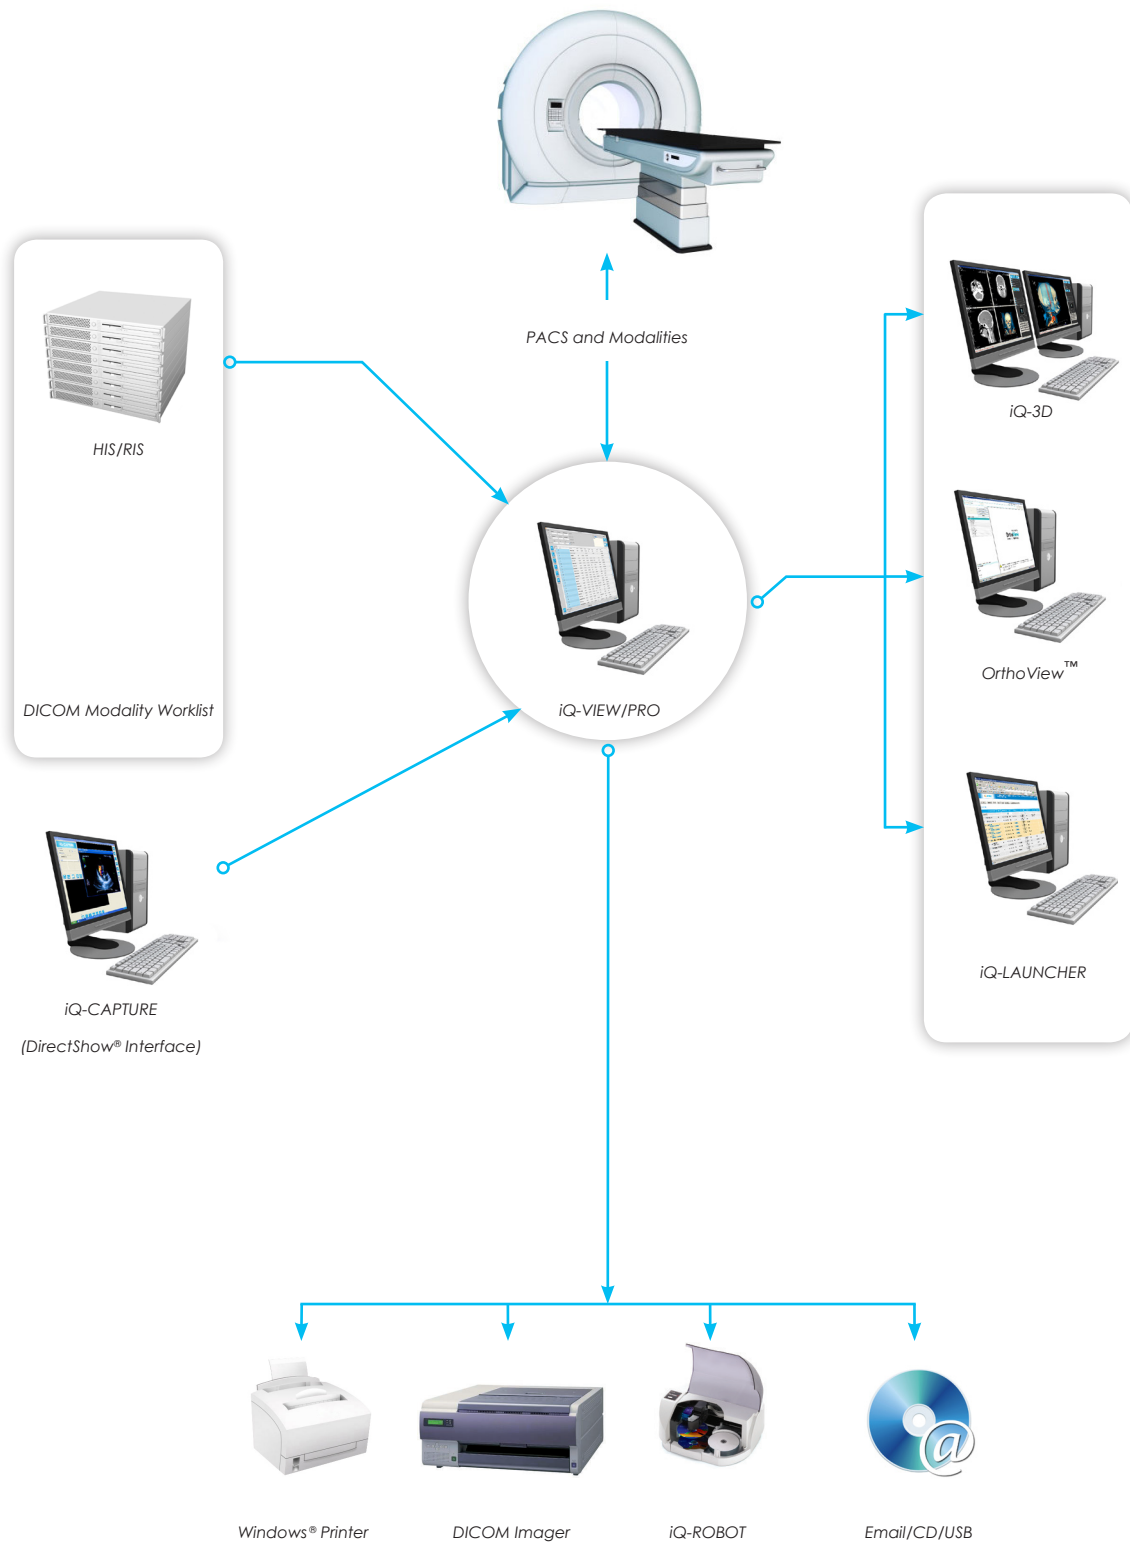 PACS and Modalities
HIS/RIS
iQ-3D
OrthoView™
DICOM Modality Worklist
iQ-VIEW/PRO
iQ-LAUNCHER
iQ-CAPTURE
(DirectShow® Interface)
Windows® Printer
DICOM Imager
iQ-ROBOT
Email/CD/USB
@